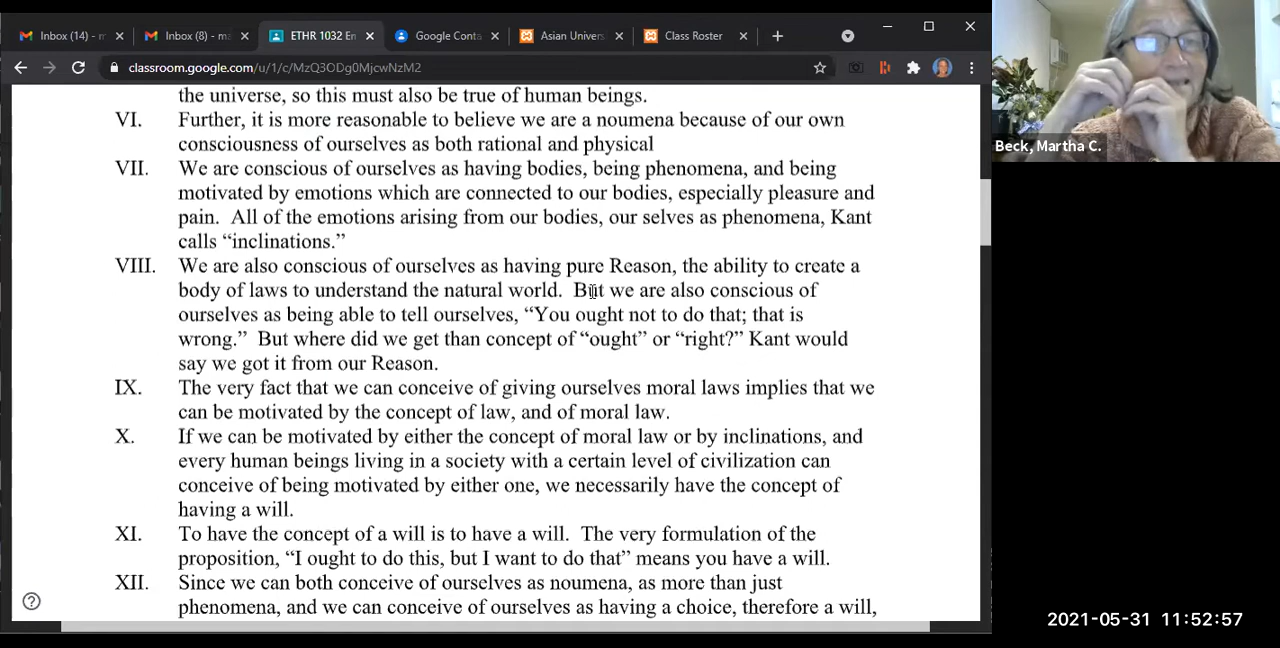 Inbox (14) - m
Inbox (8) - ma
ETHR 1032 En
Google Conta
Asian Univer
Class Roster
classroom.google.com/u/1/c/MzQ3ODg0MjcwNzM2
Beck, Martha C.
the universe, so this must also be true of human beings.
VI. Further, it is more reasonable to believe we are a noumena because of our own
consciousness of ourselves as both rational and physical
VII. We are conscious of ourselves as having bodies, being phenomena, and being
motivated by emotions which are connected to our bodies, especially pleasure and
pain. All of the emotions arising from our bodies, our selves as phenomena, Kant
calls “inclinations.”
VIII. We are also conscious of ourselves as having pure Reason, the ability to create a
body of laws to understand the natural world. But we are also conscious of
ourselves as being able to tell ourselves, “You ought not to do that; that is
wrong.” But where did we get than concept of “ought” or “right?” Kant would
say we got it from our Reason.
IX. The very fact that we can conceive of giving ourselves moral laws implies that we
can be motivated by the concept of law, and of moral law.
X. If we can be motivated by either the concept of moral law or by inclinations, and
every human beings living in a society with a certain level of civilization can
conceive of being motivated by either one, we necessarily have the concept of
having a will.
XI. To have the concept of a will is to have a will. The very formulation of the
proposition, “I ought to do this, but I want to do that” means you have a will.
XII. Since we can both conceive of ourselves as noumena, as more than just
phenomena, and we can conceive of ourselves as having a choice, therefore a will,
2021-05-31 11:52:57